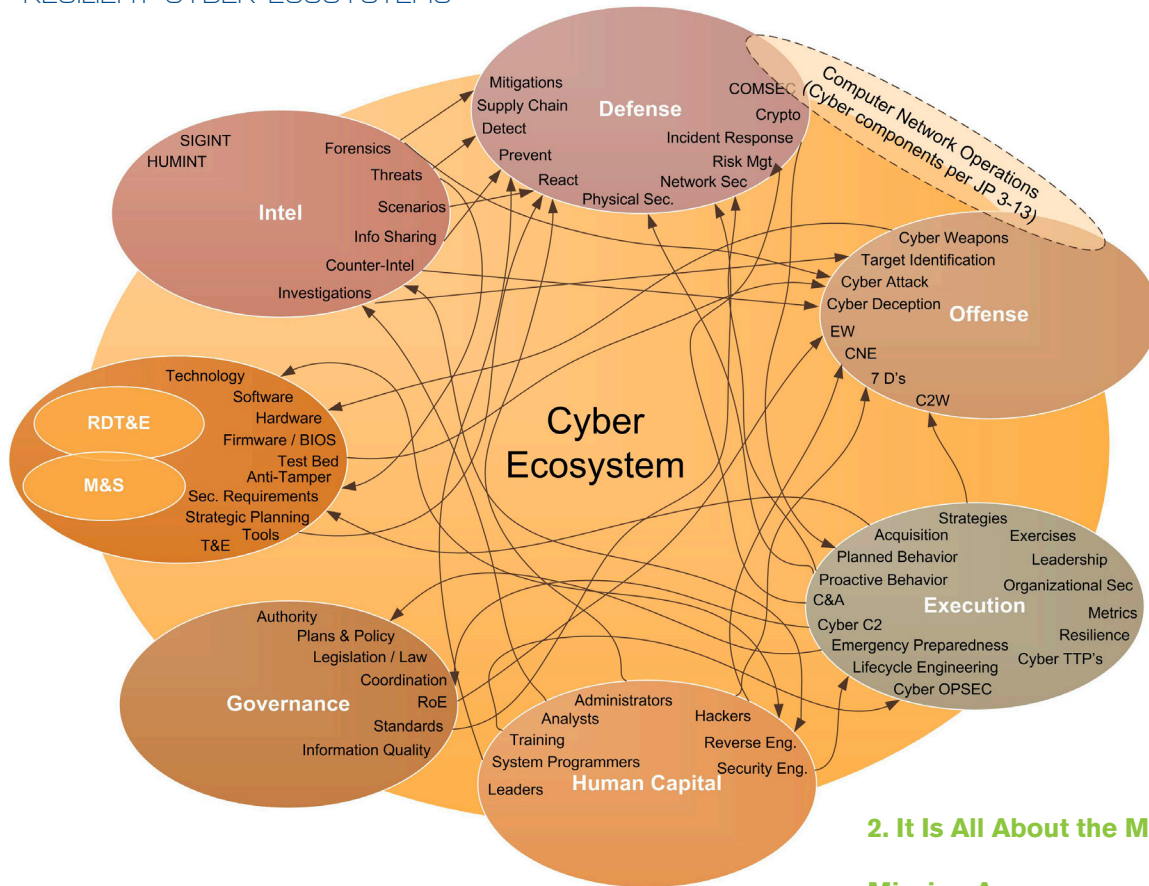 RESILIENT CYBER ECOSYSTEMS
Mitigations
Supply Chain
Detect
Prevent
React
Physical Sec.
Defense
COMSEC
Crypto
Incident Response
Risk Mgt
Network Sec
Computer Network Operations
(Cyber components per JP 3-13)
SIGINT
HUMINT
Intel
Forensics
Threats
Scenarios
Info Sharing
Counter-Intel
Investigations
Cyber Weapons
Target Identification
Cyber Attack
Cyber Deception
Offense
EW
CNE
7 D's
C2W
Cyber
Ecosystem
RDT&E
M&S
Technology
Software
Hardware
Firmware / BIOS
Test Bed
Anti-Tamper
Sec. Requirements
Strategic Planning
Tools
T&E
Strategies
Acquisition
Exercises
Planned Behavior
Leadership
Proactive Behavior
Organizational Sec
C&A
Execution
Metrics
Cyber C2
Resilience
Emergency Preparedness
Cyber TTP's
Lifecycle Engineering
Cyber OPSEC
Authority
Plans & Policy
Legislation / Law
Coordination
Governance
RoE
Standards
Information Quality
Administrators
Analysts
Training
System Programmers
Leaders
Human Capital
Hackers
Reverse Eng.
Security Eng.
2. It Is All About the M